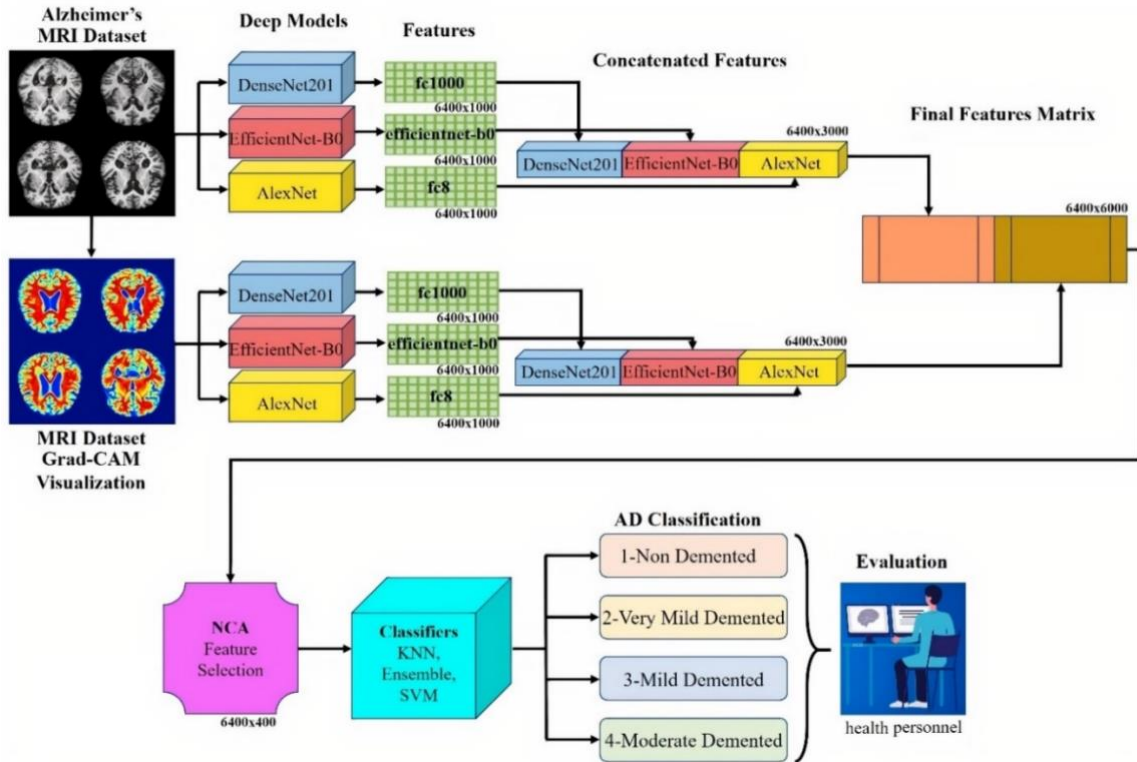 Alzheimer's
MRI Dataset
Deep Models
Features
Concatenated Features
Final Features Matrix
DenseNet201
fc1000
6400x1000
EfficientNet-B0
efficientnet-b0
6400x1000
AlexNet
fc8
6400x1000
6400x3000
DenseNet201
EfficientNet-B0
AlexNet
6400x6000
DenseNet201
fc1000
6400x1000
EfficientNet-B0
efficientnet-b0
6400x1000
AlexNet
fc8
6400x1000
6400x3000
DenseNet201
EfficientNet-B0
AlexNet
MRI Dataset
Grad-CAM
Visualization
NCA
Feature
Selection
6400x400
Classifiers
KNN,
Ensemble,
SVM
AD Classification
1-Non Demented
2-Very Mild Demented
3-Mild Demented
4-Moderate Demented
Evaluation
health personnel